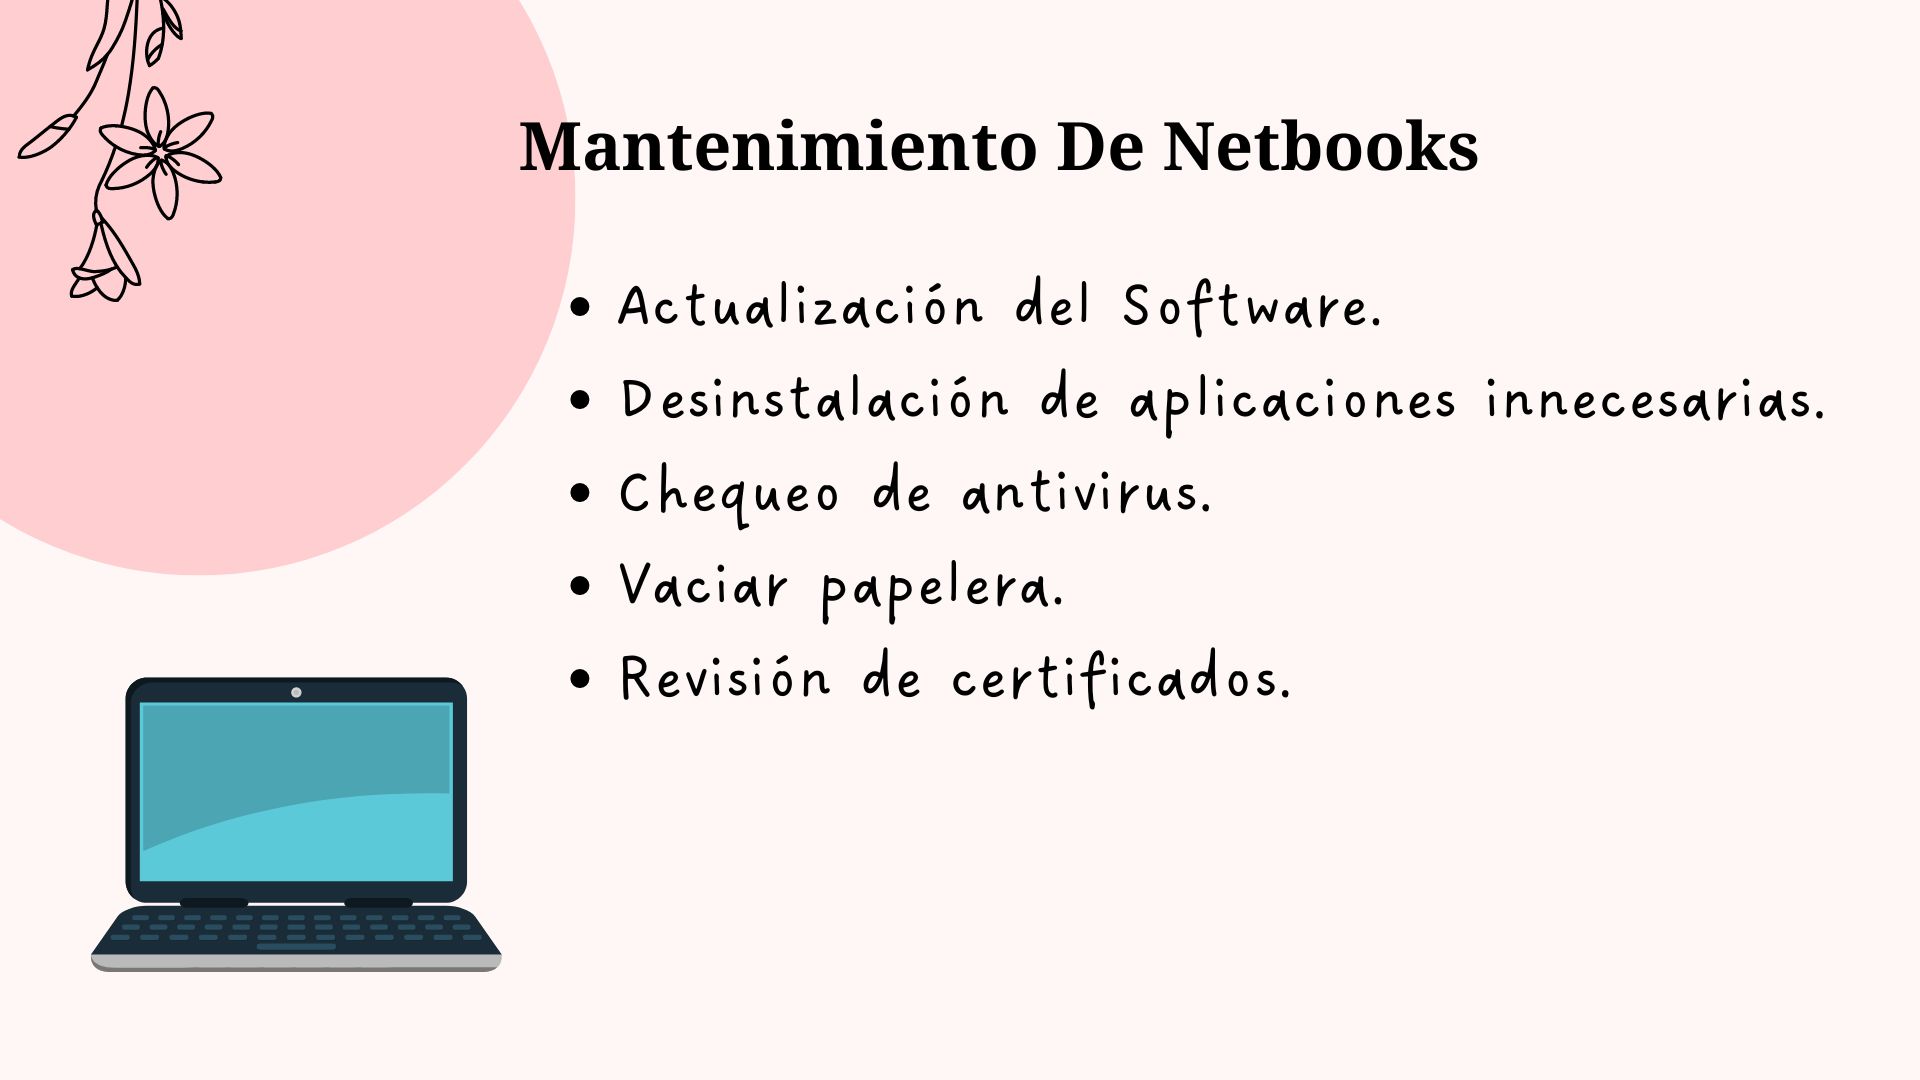 Mantenimiento De Netbooks
• Actualización del Software.
• Desinstalación de aplicaciones innecesarias.
• Chequeo de antivirus.
• Vaciar papelera.
• Revisión de certificados.